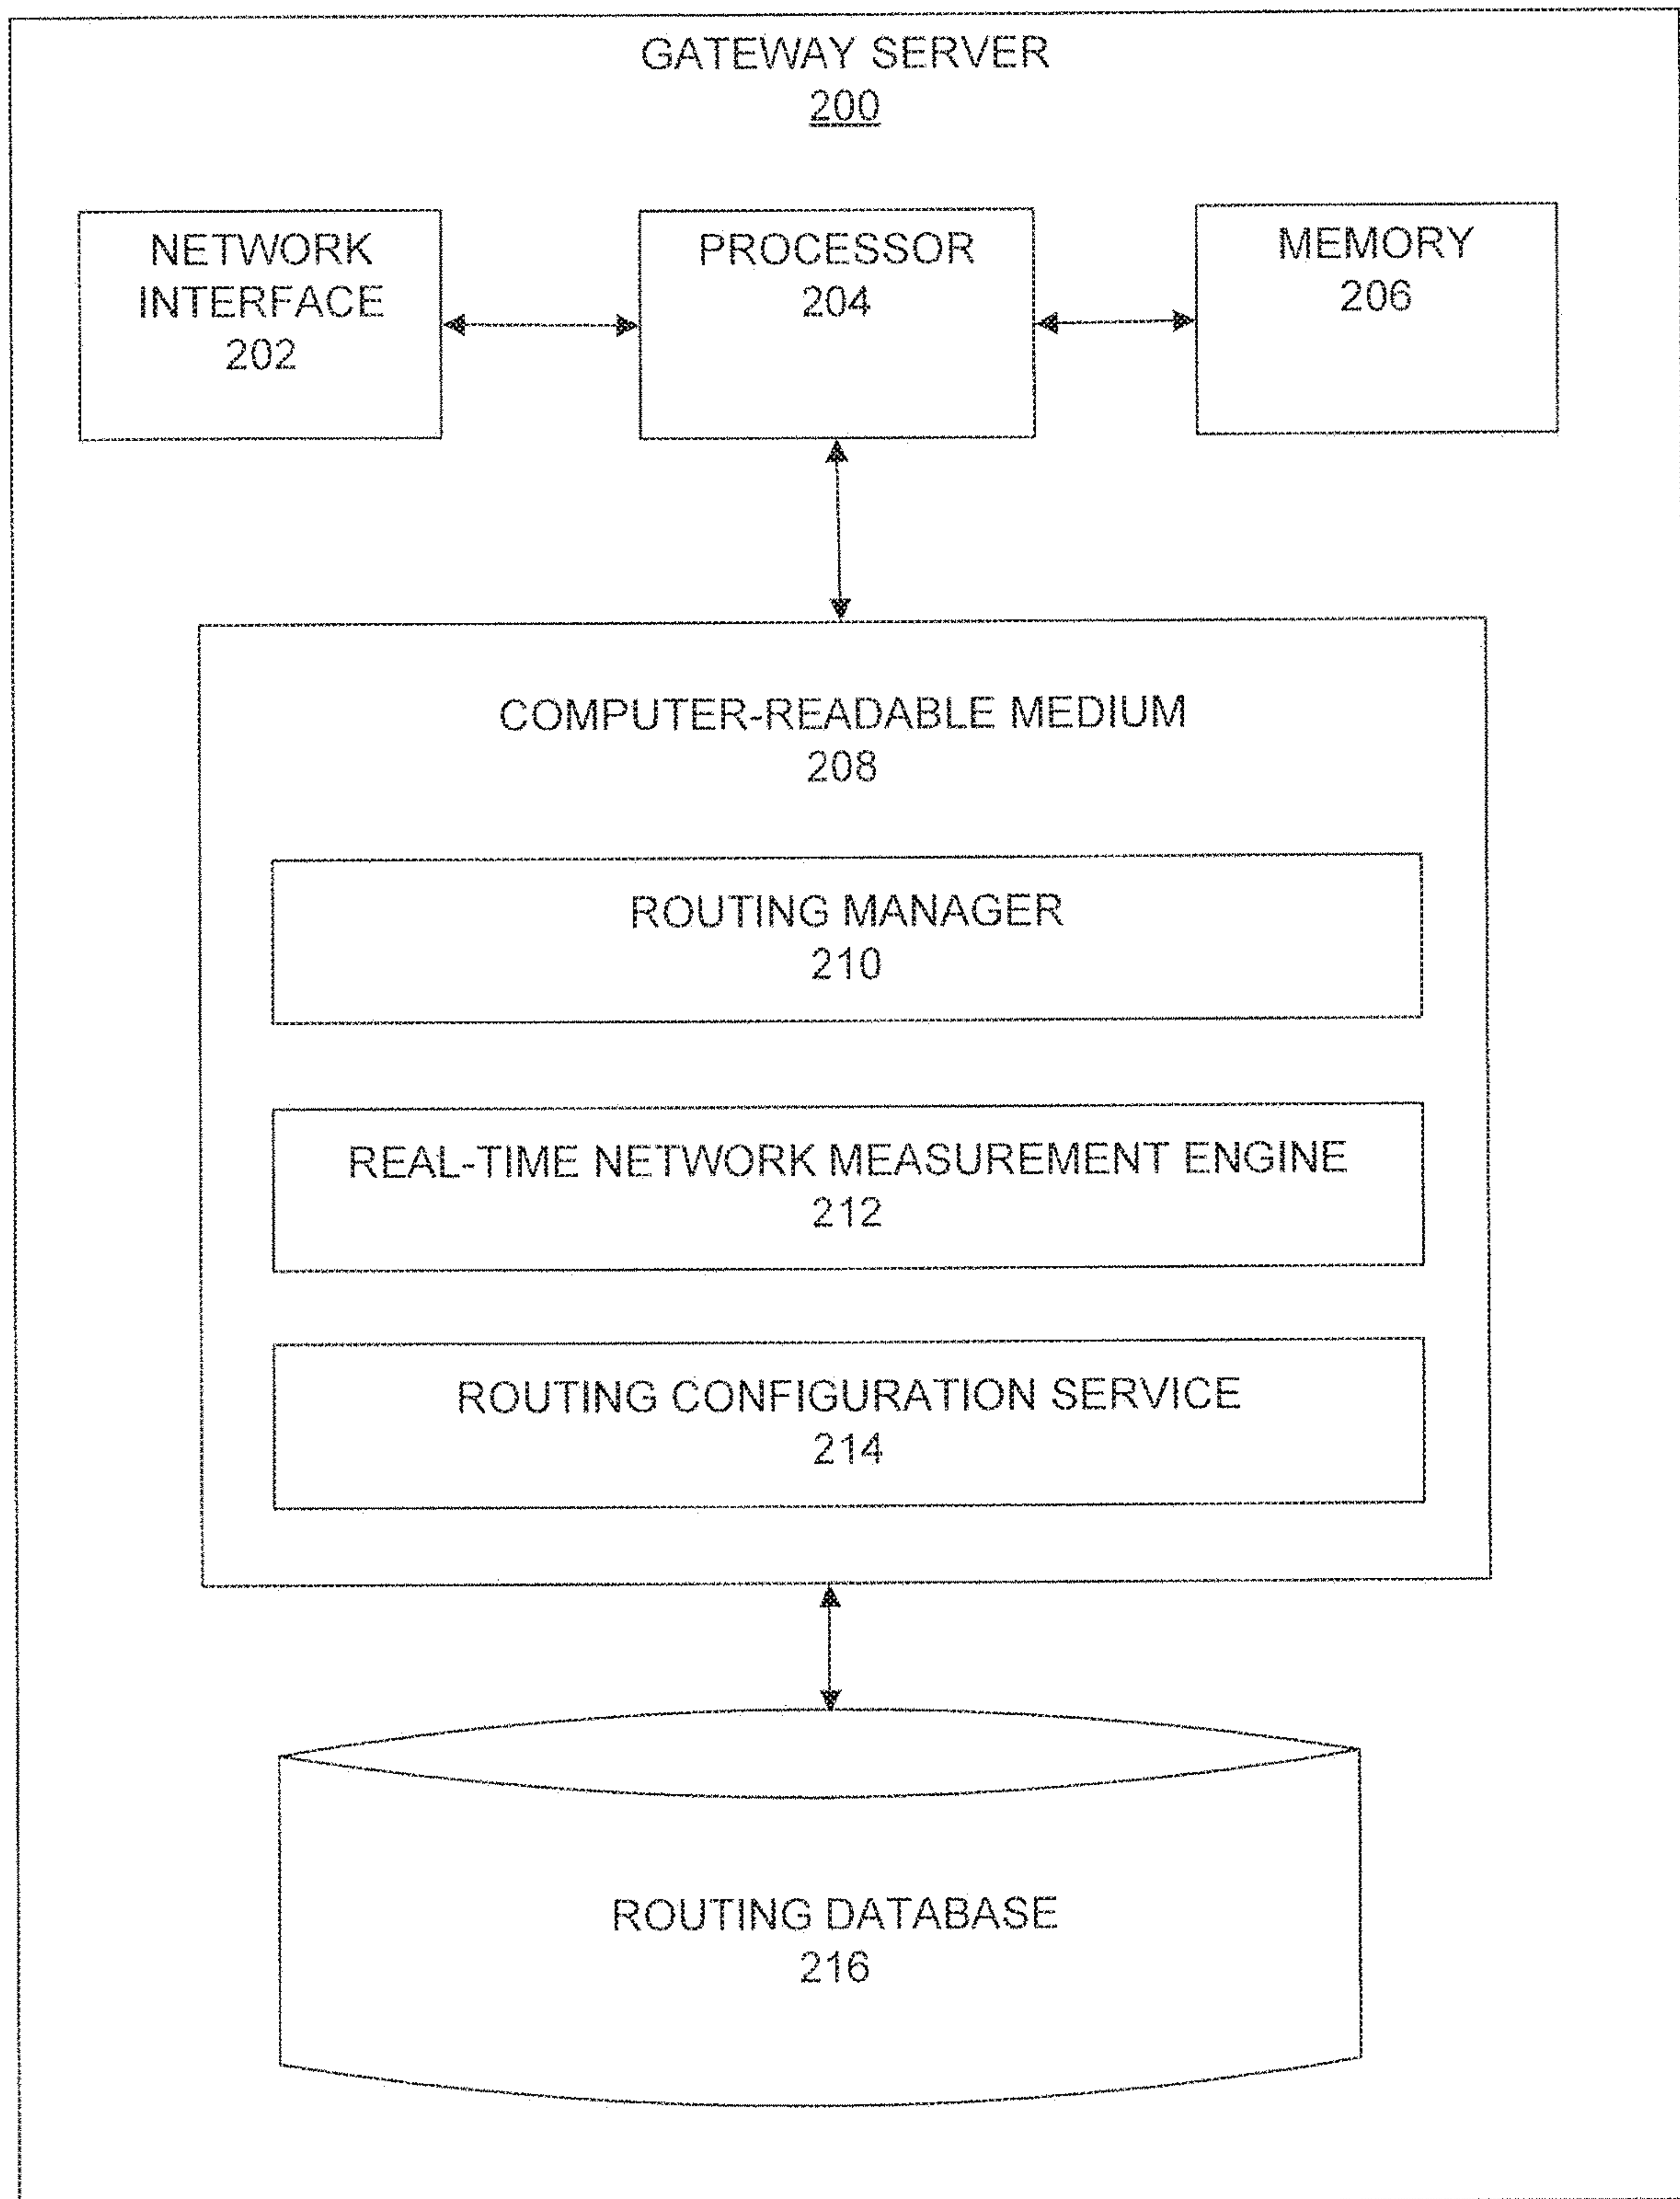 GATEWAY SERVER
200
NETWORK
INTERFACE
202
PROCESSOR
204
MEMORY
206
COMPUTER-READABLE MEDIUM
208
ROUTING MANAGER
210
REAL-TIME NETWORK MEASUREMENT ENGINE
212
ROUTING CONFIGURATION SERVICE
214
ROUTING DATABASE
216